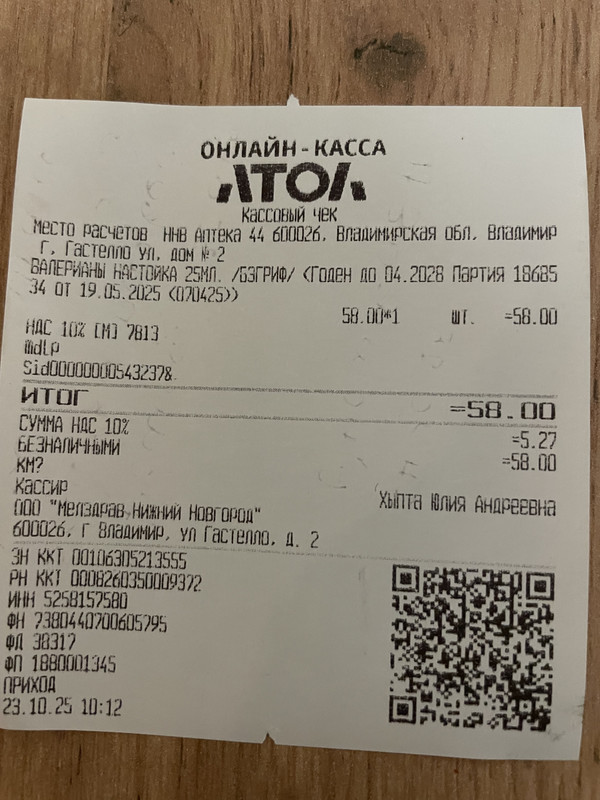 ОНЛАЙН-КАССА
АТОЛ
Кассовый чек
Место расчетов ННВ Аптека 44 600026, Владимирская обл, Владимир
г, Гастелло ул, дом № 2
ВАЛЕРИАНЫ НАСТОЙКА 25МЛ. /БЭГРИФ/ <Годен до 04.2028 Партия 18685
34 от 19.05.2025 (070425)>
58.00*1 шт. =58.00
НДС 10% [М] 7813
mdlp
Sid00000000543237&
ИТОГ =58.00
СУММА НДС 10% =5.27
БЕЗНАЛИЧНЫМИ =58.00
КМ?
Кассир Хыпта Юлия Андреевна
ООО "Мелздрав Нижний Новгород"
600026, г Владимир, ул Гастелло, д. 2
ЗН ККТ 00106305213555
РН ККТ 0008260350009372
ИНН 5258157580
ФН 7380440700605795
ФД 38317
ФП 1880001345
ПРИХОД
23.10.25 10:12